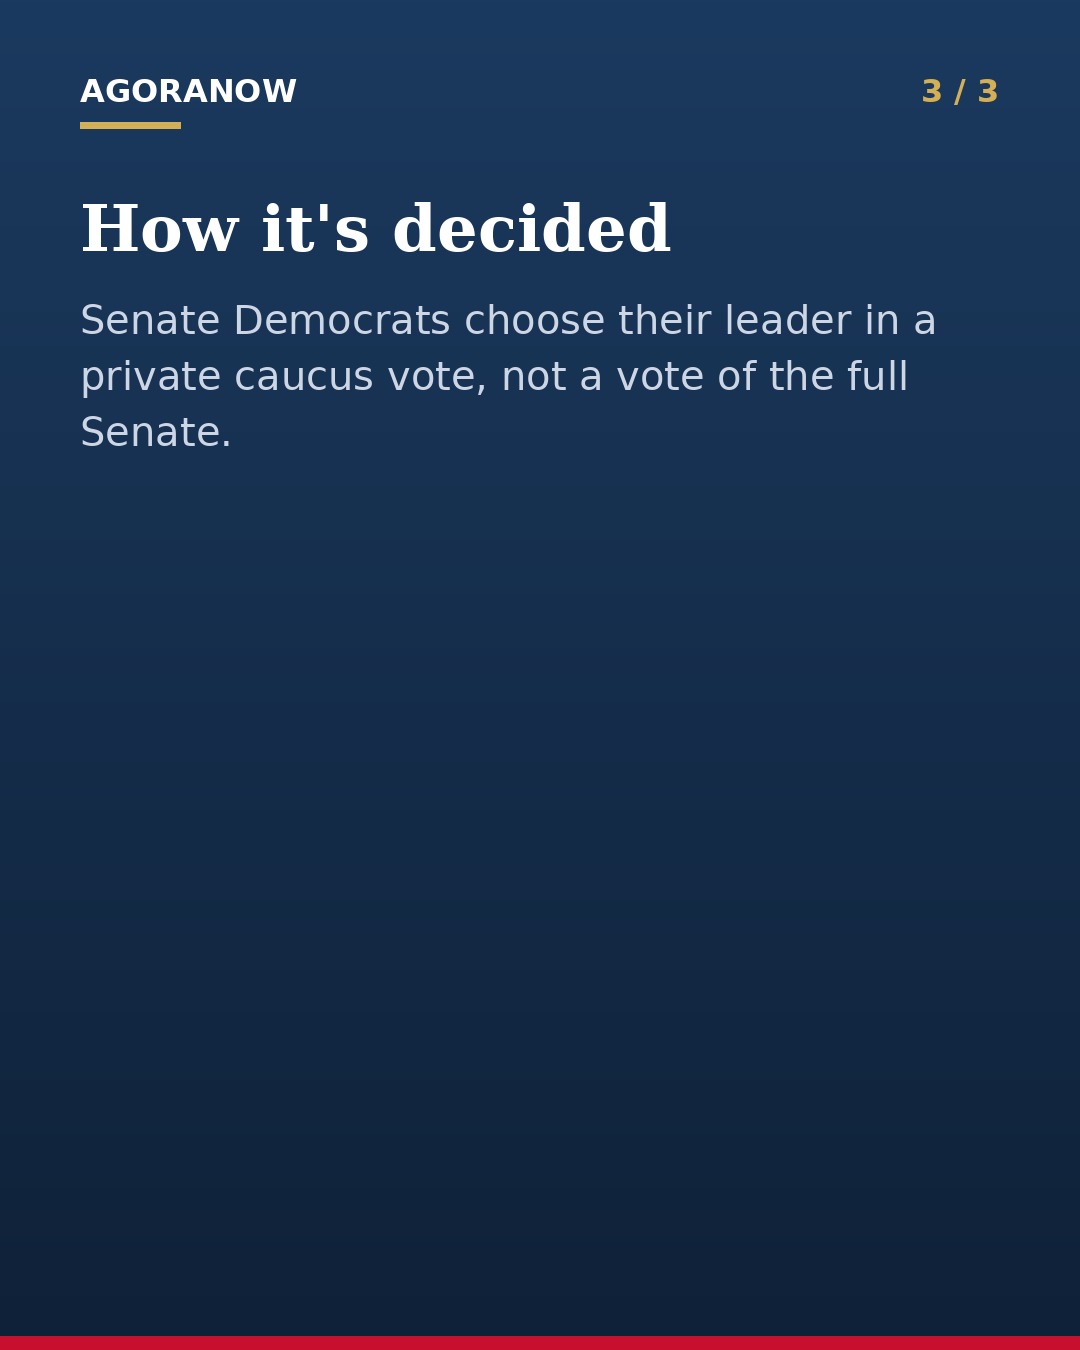 AGORANOW
3 / 3
How it's decided
Senate Democrats choose their leader in a
private caucus vote, not a vote of the full
Senate.